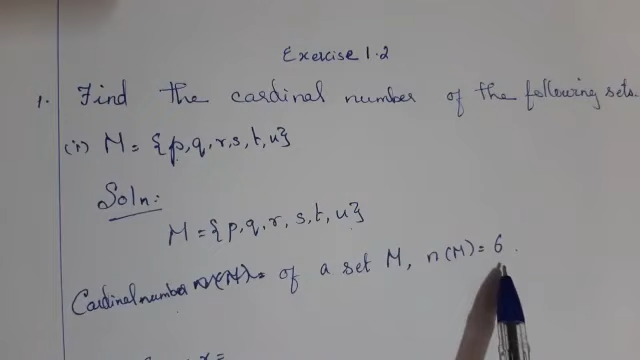 Exercise 1.2
1. Find the cardinal number of the following sets.
(i) M = {p, q, r, s, t, u}
Soln:
M = {p, q, r, s, t, u}
Cardinal number of a set M, n(M) = 6.